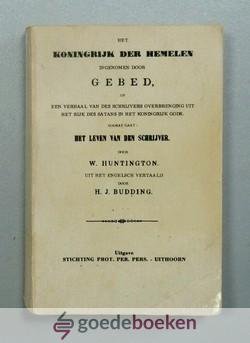 HET
KONINGRIJK DER HEMELEN
INGENOMEN DOOR
GEBED,
OF
EEN VERHAAL VAN DES SCHRIJVERS OVERBRENGING UIT
HET RIJK DES SATANS IN HET KONINGRIJK GODS.
VOORAF GAAT:
HET LEVEN VAN DEN SCHRIJVER.
DOOR
W. HUNTINGTON.
UIT HET ENGELSCH VERTAALD
DOOR
H. J. BUDDING.
Uitgave
STICHTING PROT. PER. PERS. - UITHOORN
goedeboeken